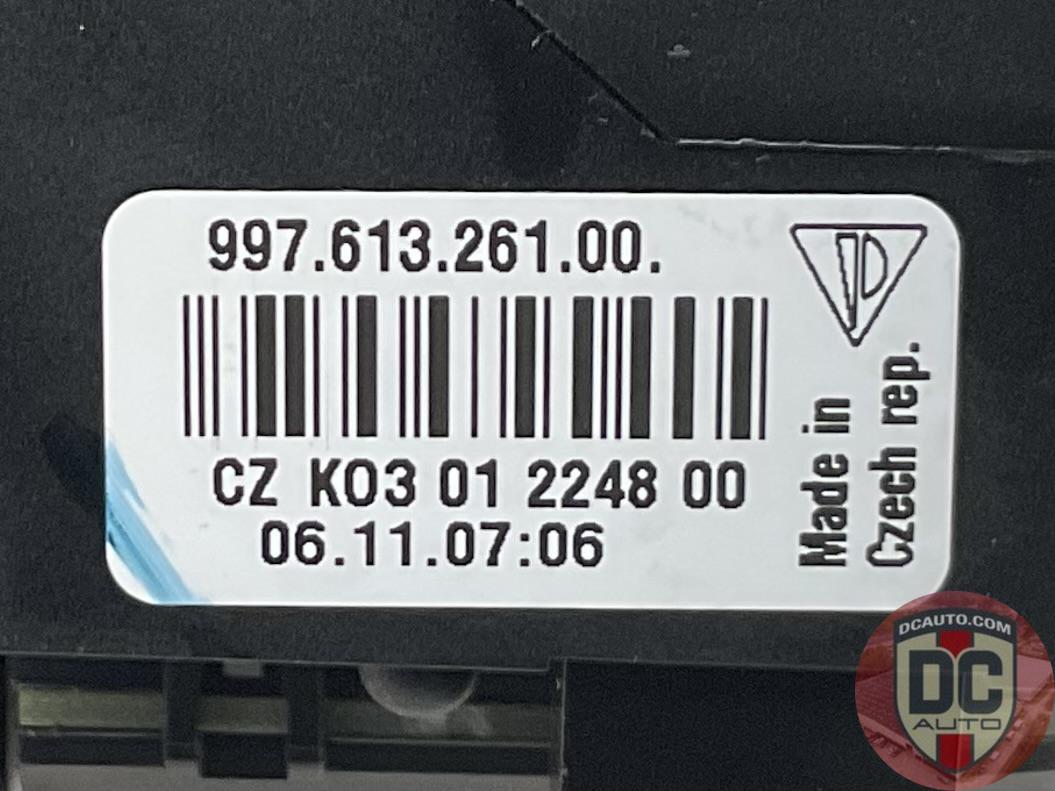 997.613.261.00.
CZ K03 01 2248 00
06.11.07:06
Made in
Czech rep.
DCAUTO.COM
DC
AUTO